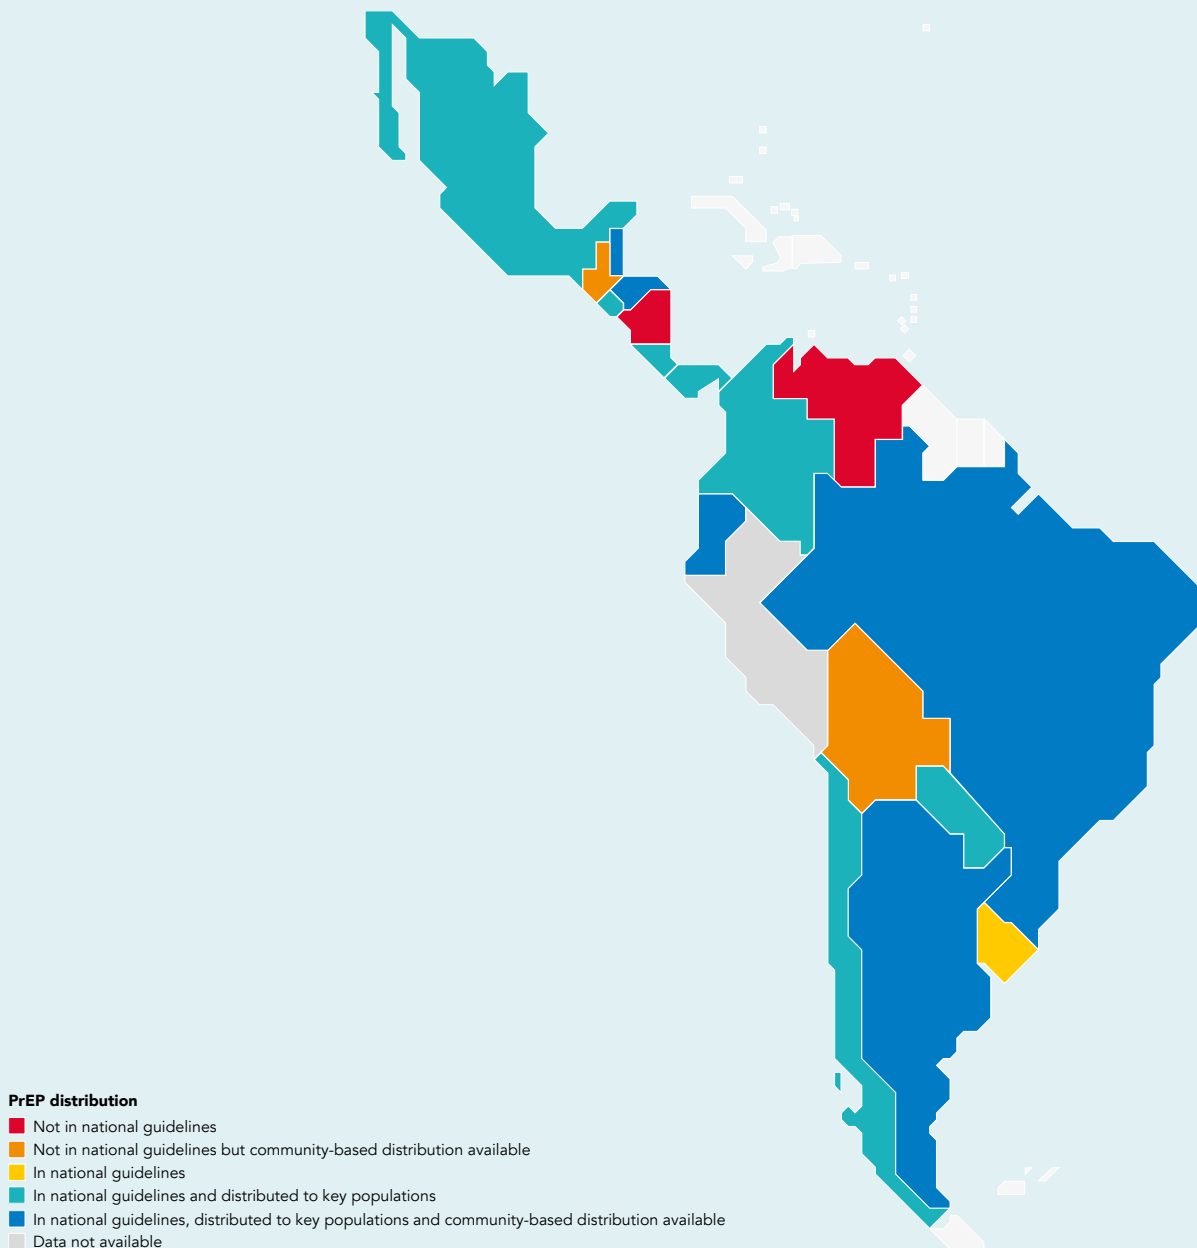 PrEP distribution
Not in national guidelines
Not in national guidelines but community-based distribution available
In national guidelines
In national guidelines and distributed to key populations
In national guidelines, distributed to key populations and community-based distribution available
Data not available